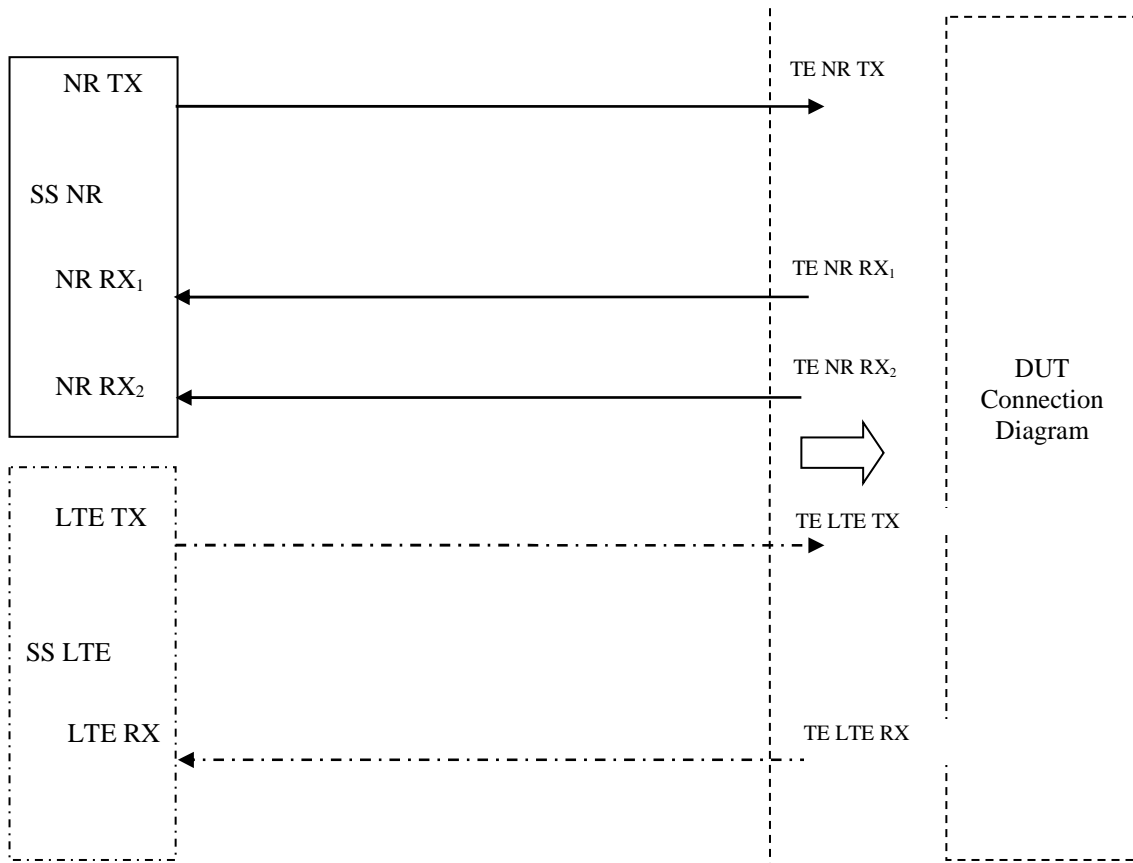 NR TX
TE NR TX
SS NR
NR RX₁
TE NR RX₁
NR RX₂
TE NR RX₂
DUT
Connection
Diagram
LTE TX
TE LTE TX
SS LTE
LTE RX
TE LTE RX